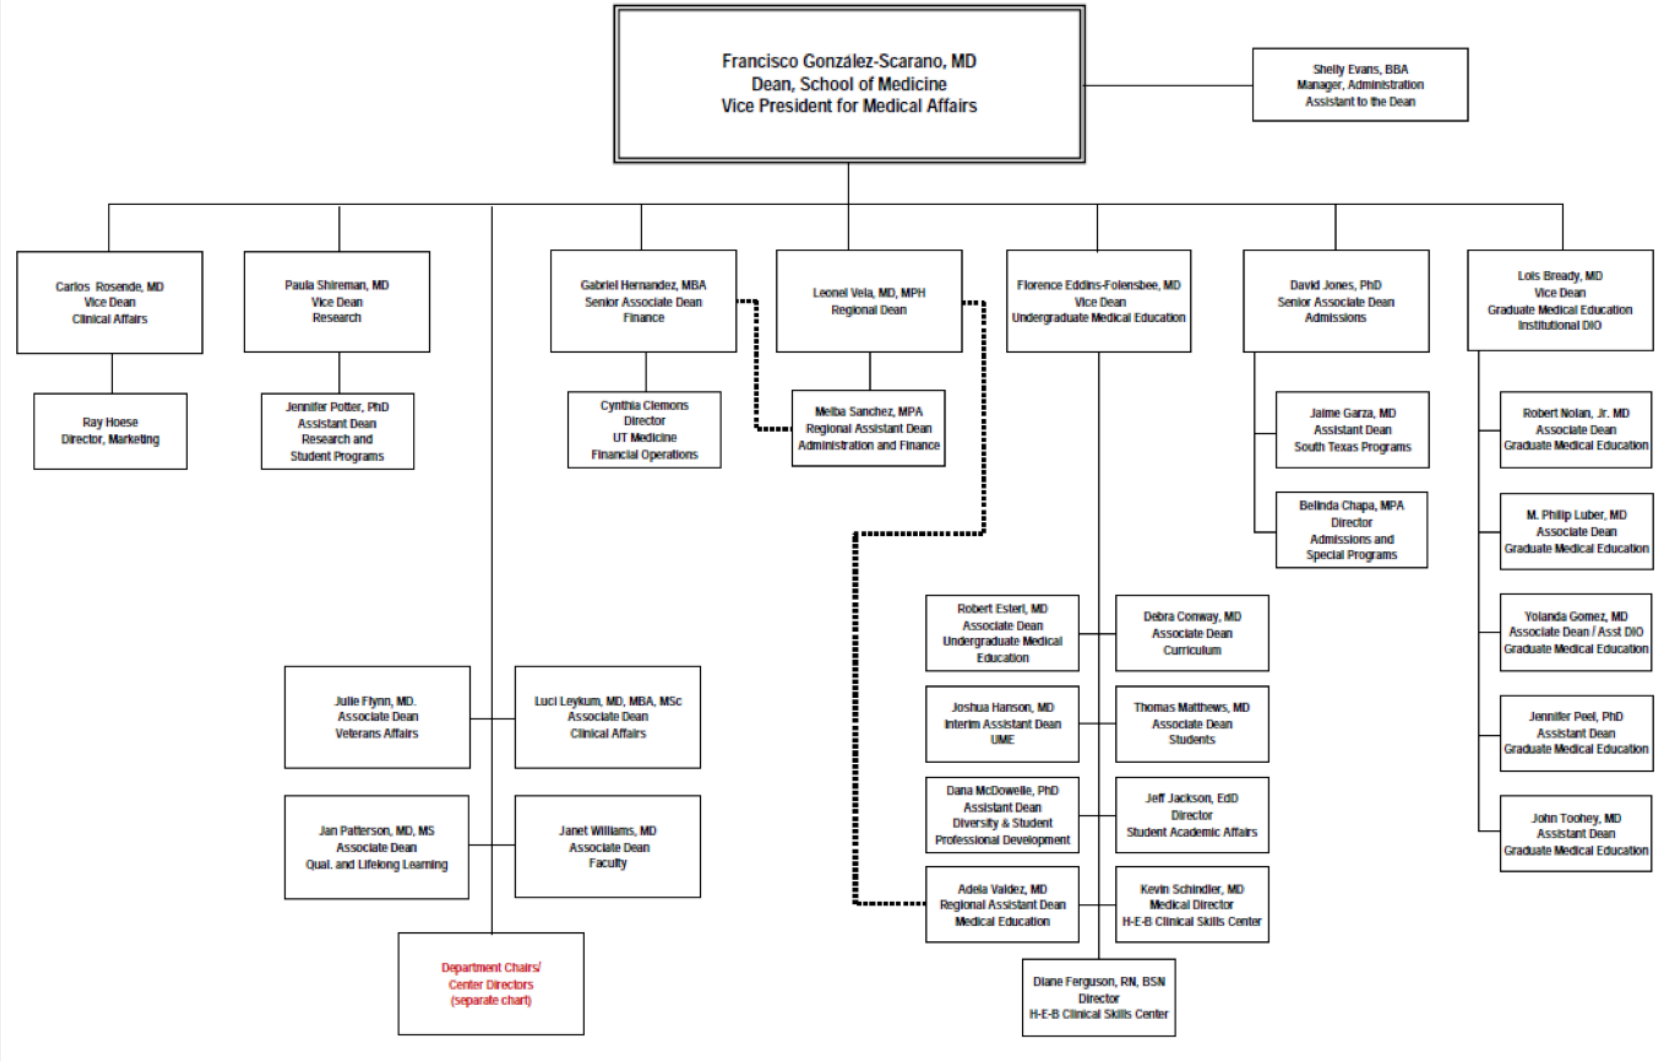 Francisco González-Scarano, MD
Dean, School of Medicine
Vice President for Medical Affairs
Shelly Evans, BBA
Manager, Administration
Assistant to the Dean
Carlos Rosende, MD
Vice Dean
Clinical Affairs
Paula Shireman, MD
Vice Dean
Research
Gabriel Hernandez, MBA
Senior Associate Dean
Finance
Leonel Vela, MD, MPH
Regional Dean
Florence Eddins-Folensbee, MD
Vice Dean
Undergraduate Medical Education
David Jones, PhD
Senior Associate Dean
Admissions
Lois Bready, MD
Vice Dean
Graduate Medical Education
Institutional DIO
Ray Hoese
Director, Marketing
Jennifer Potter, PhD
Assistant Dean
Research and
Student Programs
Cynthia Clemons
Director
UT Medicine
Financial Operations
Melba Sanchez, MPA
Regional Assistant Dean
Administration and Finance
Jaime Garza, MD
Assistant Dean
South Texas Programs
Robert Nolan, Jr. MD
Associate Dean
Graduate Medical Education
Belinda Chapa, MPA
Director
Admissions and
Special Programs
M. Philip Luber, MD
Associate Dean
Graduate Medical Education
Robert Esterl, MD
Associate Dean
Undergraduate Medical
Education
Debra Conway, MD
Associate Dean
Curriculum
Yolanda Gomez, MD
Associate Dean / Asst DIO
Graduate Medical Education
Julie Flynn, MD.
Associate Dean
Veterans Affairs
Luci Leykum, MD, MBA, MSc
Associate Dean
Clinical Affairs
Joshua Hanson, MD
Interim Assistant Dean
UME
Thomas Matthews, MD
Associate Dean
Students
Jennifer Peel, PhD
Assistant Dean
Graduate Medical Education
Dana McDowelle, PhD
Assistant Dean
Diversity & Student
Professional Development
Jeff Jackson, EdD
Director
Student Academic Affairs
Jan Patterson, MD, MS
Associate Dean
Qual. and Lifelong Learning
Janet Williams, MD
Associate Dean
Faculty
John Toohey, MD
Assistant Dean
Graduate Medical Education
Adela Valdez, MD
Regional Assistant Dean
Medical Education
Kevin Schindler, MD
Medical Director
H-E-B Clinical Skills Center
Department Chairs/
Center Directors
(separate chart)
Diane Ferguson, RN, BSN
Director
H-E-B Clinical Skills Center